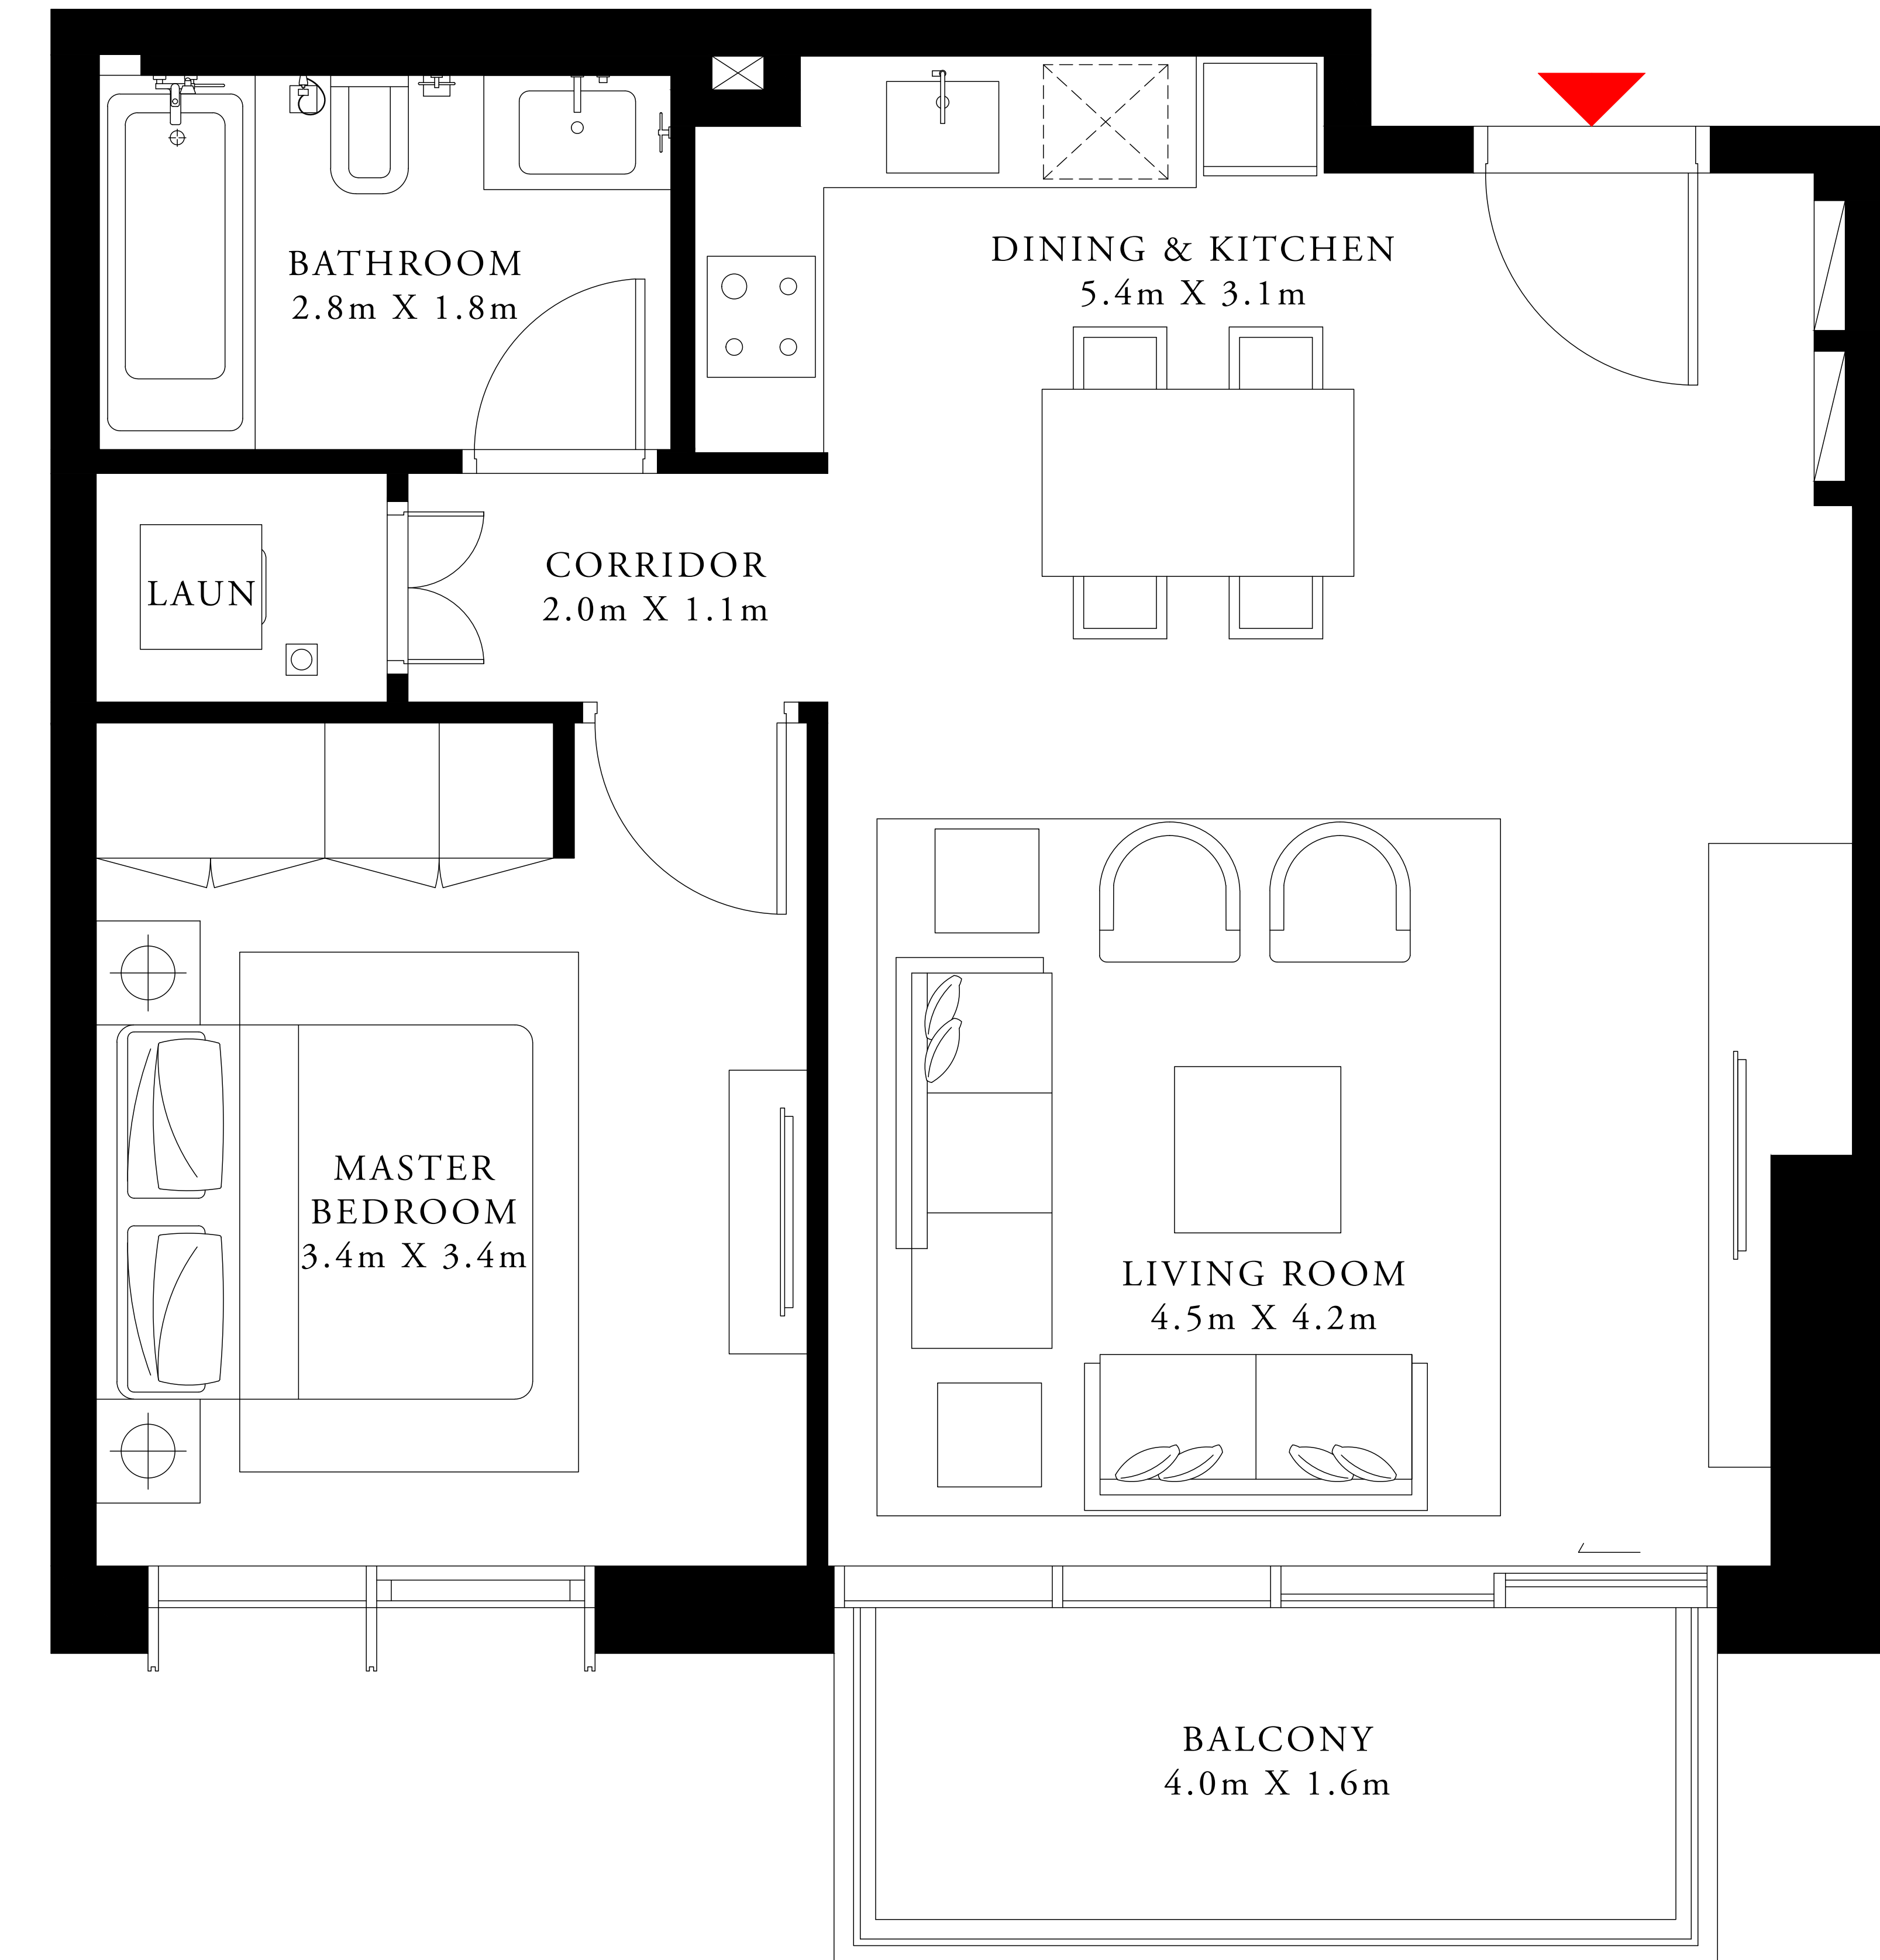 BATHROOM
2.8m X 1.8m
DINING & KITCHEN
5.4m X 3.1m
LAUN
CORRIDOR
2.0m X 1.1m
MASTER
BEDROOM
3.4m X 3.4m
LIVING ROOM
4.5m X 4.2m
BALCONY
4.0m X 1.6m